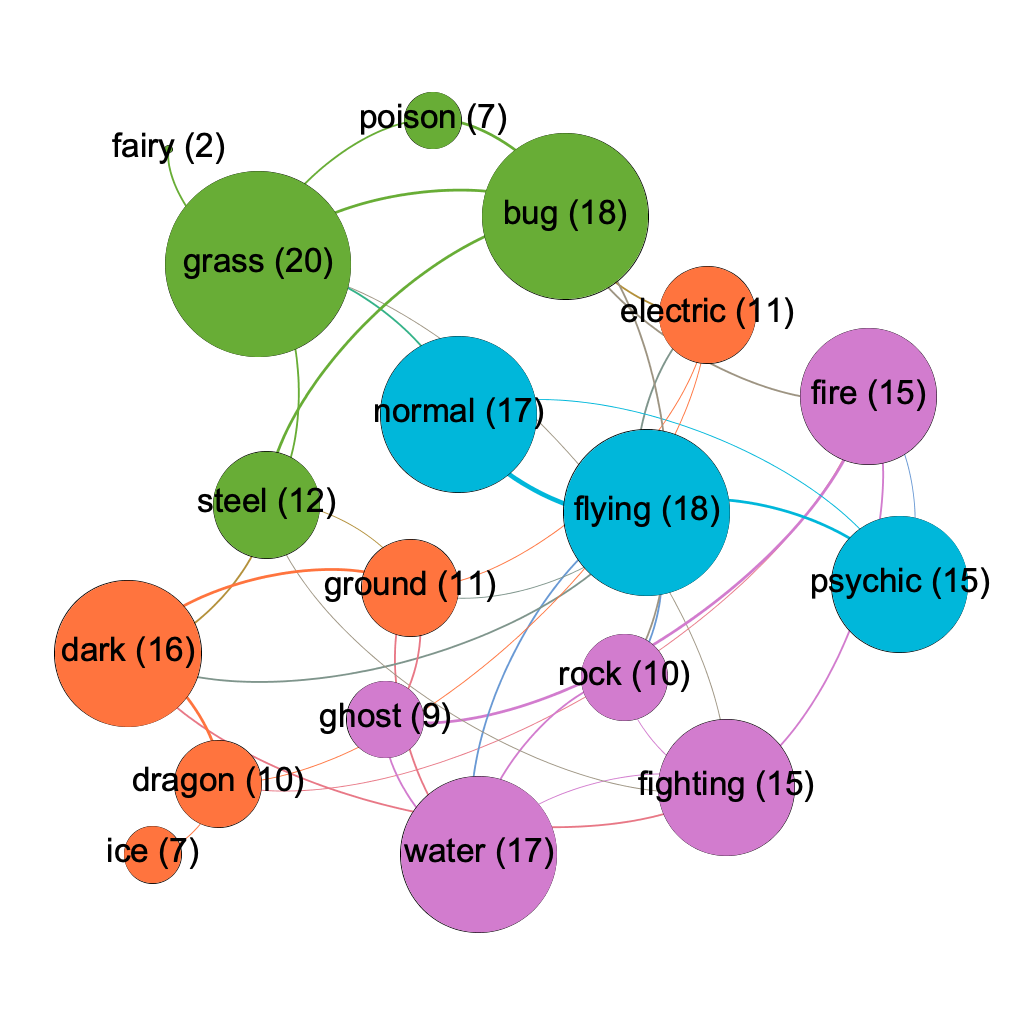 poison (7)
fairy (2)
bug (18)
grass (20)
electric (11)
fire (15)
normal (17)
steel (12)
flying (18)
ground (11)
psychic (15)
dark (16)
rock (10)
ghost (9)
dragon (10)
fighting (15)
ice (7)
water (17)